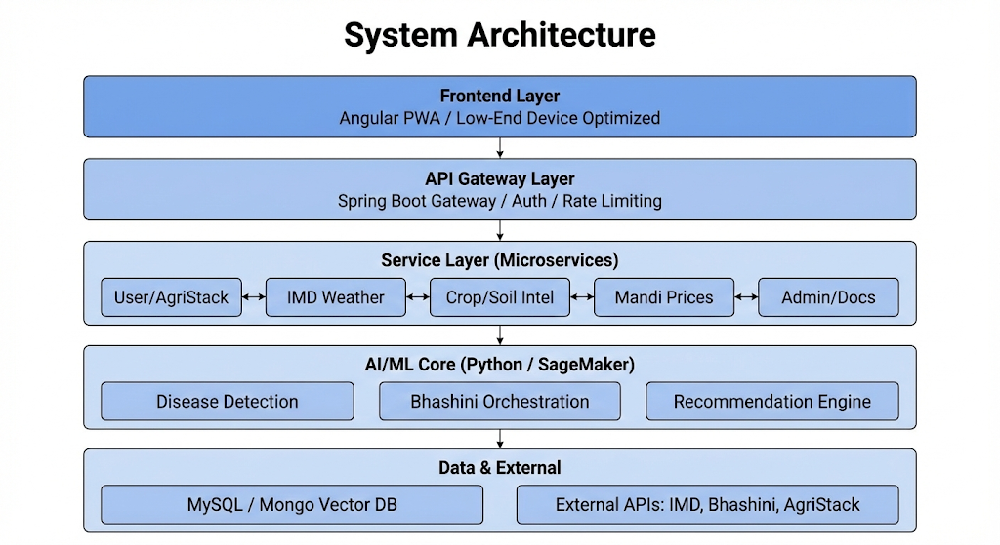 System Architecture
Frontend Layer
Angular PWA / Low-End Device Optimized
API Gateway Layer
Spring Boot Gateway / Auth / Rate Limiting
Service Layer (Microservices)
User/AgriStack
IMD Weather
Crop/Soil Intel
Mandi Prices
Admin/Docs
AI/ML Core (Python / SageMaker)
Disease Detection
Bhashini Orchestration
Recommendation Engine
Data & External
MySQL / Mongo Vector DB
External APIs: IMD, Bhashini, AgriStack